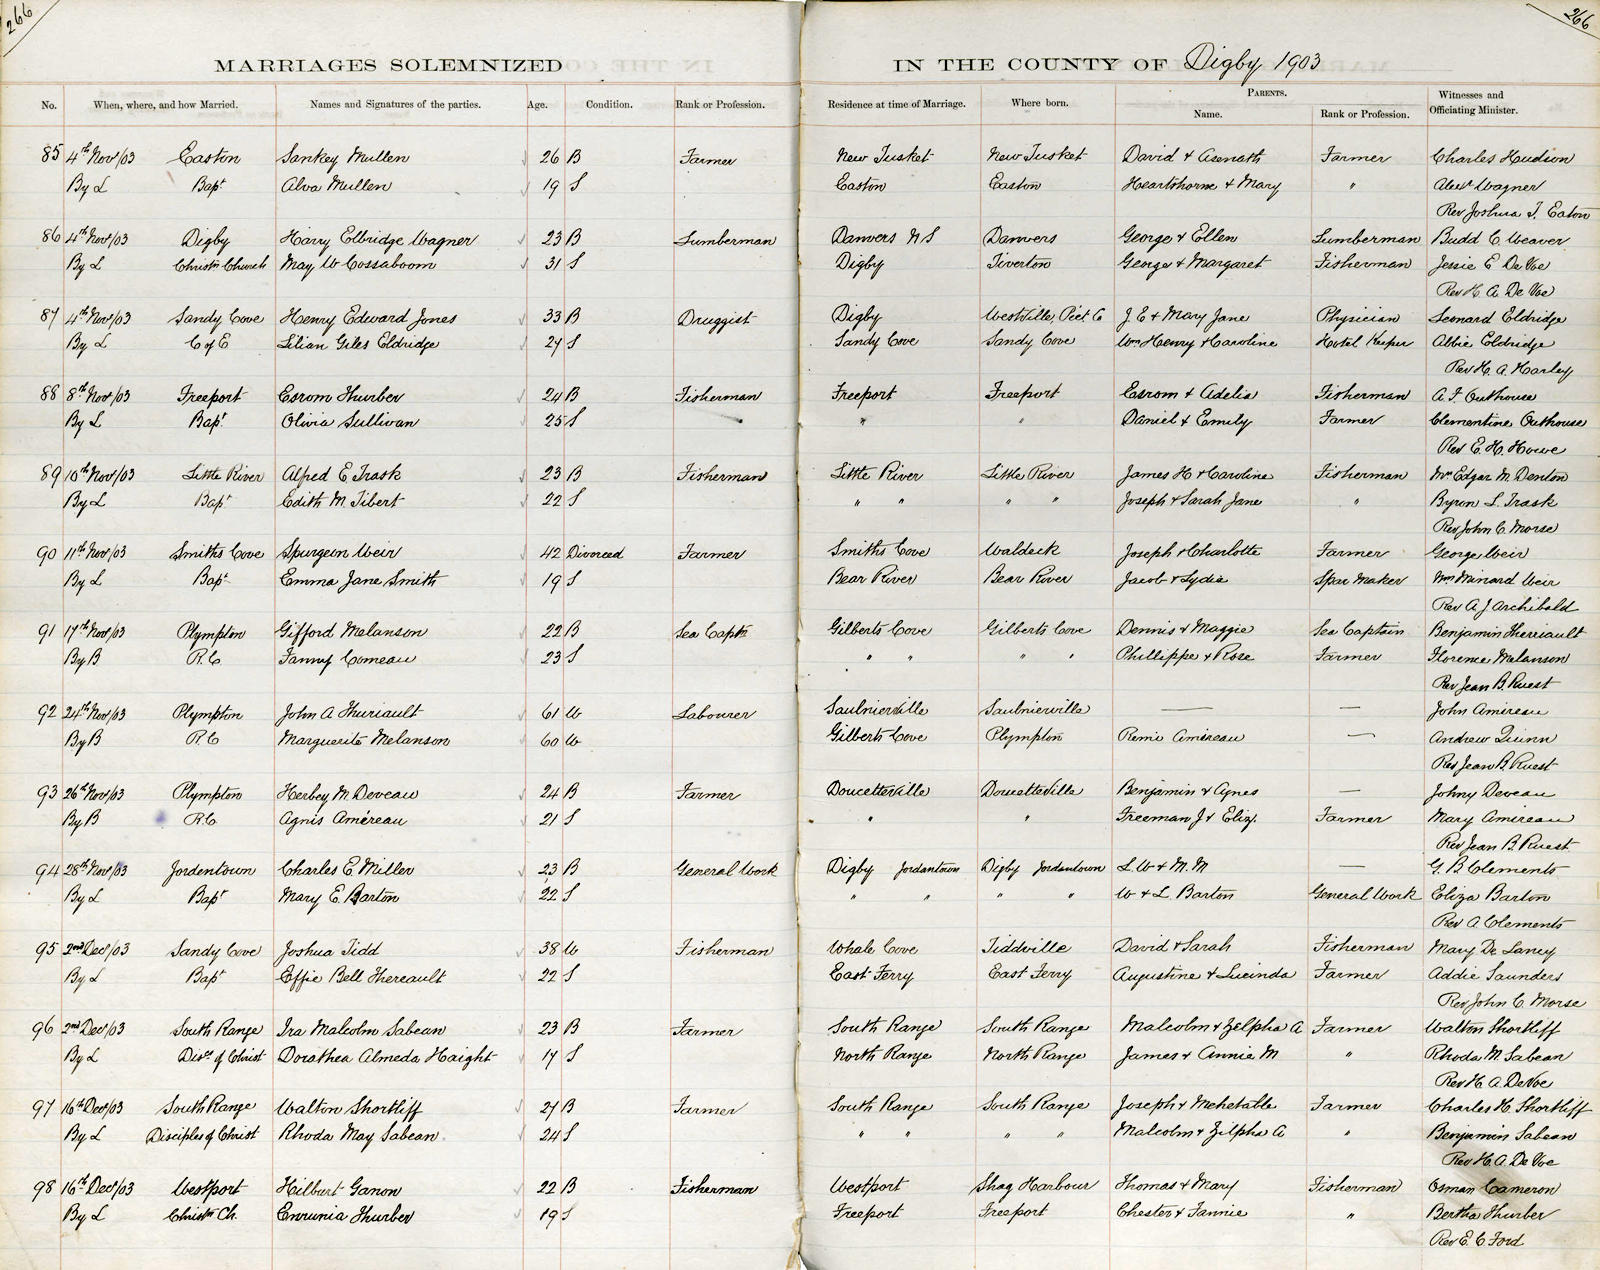 266
266
MARRIAGES SOLEMNIZED IN THE COUNTY OF Digby 1903
No. When, where, and how Married. Names and Signatures of the parties. Age. Condition. Rank or Profession. Residence at time of Marriage. Where born. PARENTS. Name. Rank or Profession. Witnesses and Officiating Minister.
85 4th Nov/03 Easton Sankey Mullen 26 B Farmer New Tusket New Tusket David & Asenath Farmer Charles Hudson
By L Bapt Alva Mullen 19 S Easton Easton Heartshorne & Mary " Alex Wagner
Rev Joshua T. Eaton
86 4th Nov/03 Digby Harry Elbridge Wagner 23 B Lumberman Danvers N S Danvers George & Ellen Lumberman Budd C Weaver
By L Christn Church May W Cossaboom 31 S Digby Tiverton George & Margaret Fisherman Jessie E De Voe
Rev H. A. De Voe
87 4th Nov/03 Sandy Cove Henry Edward Jones 33 B Druggist Digby Westville Pict Co J. E & Mary Jane Physician Leonard Eldridge
By L C of E Lilian Giles Eldridge 27 S Sandy Cove Sandy Cove Wm Henry & Caroline Hotel Keeper Abbie Eldridge
Rev H. A. Harley
88 8th Nov/03 Freeport Esrom Thurber 24 B Fisherman Freeport Freeport Esrom & Adelia Fisherman A. F. Outhouse
By L Bapt Olivia Sullivan 25 S " " Daniel & Emily Farmer Clementine Outhouse
Rev E. H. Howe
89 10th Nov/03 Little River Alfred E Trask 23 B Fisherman Little River Little River James H & Caroline Fisherman Mr Edgar M. Denton
By L Bapt Edith M. Tibert 22 S " " " " Joseph & Sarah Jane " Byron L. Trask
Rev John C. Morse
90 11th Nov/03 Smiths Cove Spurgeon Weir 42 Divorced Farmer Smiths Cove Waldeck Joseph & Charlotte Farmer George Weir
By L Bapt Emma Jane Smith 19 S Bear River Bear River Jacob & Lydia Spar Maker Mrs Minard Weir
Rev A. J. Archibald
91 17th Nov/03 Plympton Gifford Melanson 22 B Sea Captn Gilberts Cove Gilberts Cove Dennis & Maggie Sea Captain Benjamin Therriault
By B R.C Fanny Comeau 23 S " " " " Phillippe & Rose Farmer Florence Melanson
Rev Jean B. Ruest
92 24th Nov/03 Plympton John A Thuriault 61 W Labourer Saulnierville Saulnierville — — John Amireau
By B R.C Marguerite Melanson 60 W Gilberts Cove Plympton Remi Amireau — Andrew Quinn
Rev Jean B. Ruest
93 26th Nov/03 Plympton Herbey M. Deveau 24 B Farmer Doucetteville Doucetteville Benjamin & Agnes — Johny Deveau
By B R.C. Agnis Amireau 21 S " " Freeman J & Eliz. Farmer Mary Amireau
Rev Jean B. Ruest
94 28th Nov/03 Jordentown Charles E Miller 23 B General Work Digby Jordantown Digby Jordantown L. W & M. M — G. B Clements
By L Bapt Mary E. Barton 22 S " " " " W & L. Barton General Work Eliza Barton
Rev A Clements
95 2nd Dec/03 Sandy Cove Joshua Tidd 38 W Fisherman Whale Cove Tiddville David & Sarah Fisherman Mary De Laney
By L Bapt Effie Bell Thereault 22 S East Ferry East Ferry Augustine & Lucinda Farmer Addie Saunders
Rev John C. Morse
96 2nd Dec/03 South Range Ira Malcolm Sabean 23 B Farmer South Range South Range Malcolm & Zelpha A Farmer Walton Shortliff
By L Discs of Christ Dorathea Almeda Haight 17 S North Range North Range James & Annie M " Rhoda M. Sabean
Rev H. A. DeVoe
97 16th Dec/03 South Range Walton Shortliff 27 B Farmer South Range South Range Joseph & Mehetable Farmer Charles H. Shortliff
By L Disciples of Christ Rhoda May Sabean 24 S " " " " Malcolm & Zilpha A " Benjamin Sabean
Rev H. A. De Voe
98 16th Dec/03 Westport Hilburt Ganon 22 B Fisherman Westport Shag Harbour Thomas & Mary Fisherman Osman Cameron
By L Christn Ch. Enrunia Thurber 19 S Freeport Freeport Chester & Fannie " Bertha Thurber
Rev E. C Ford